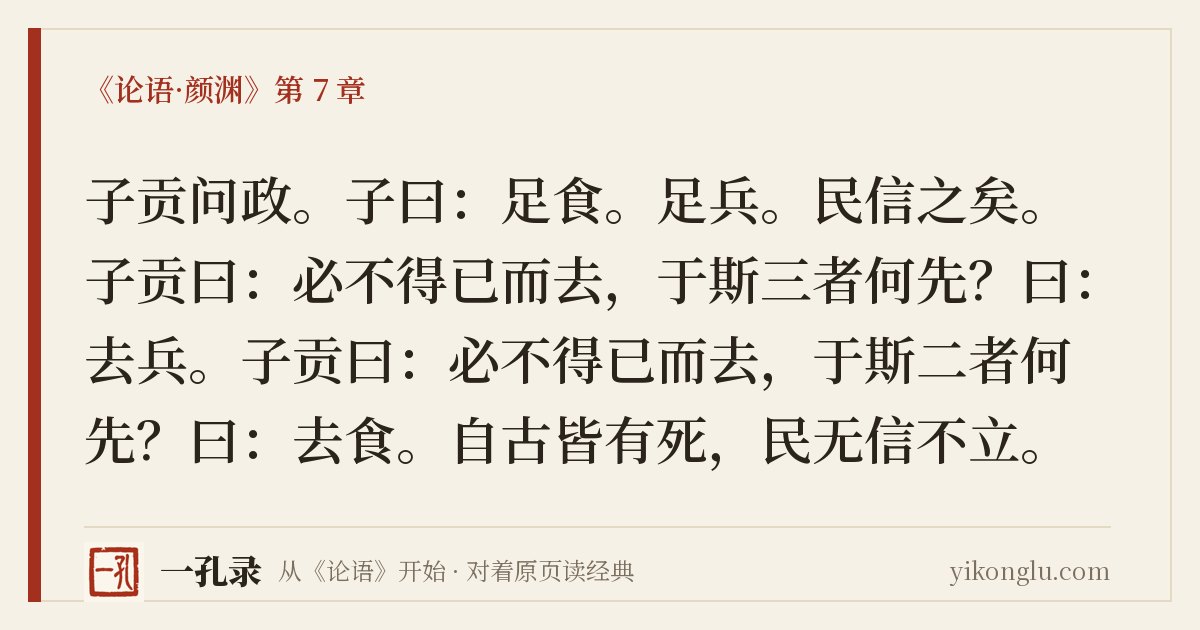 《论语·颜渊》第 7 章
子贡问政。子曰：足食。足兵。民信之矣。
子贡曰：必不得已而去，于斯三者何先？曰：
去兵。子贡曰：必不得已而去，于斯二者何
先？曰：去食。自古皆有死，民无信不立。
一孔
一孔录 从《论语》开始 · 对着原页读经典 yikonglu.com